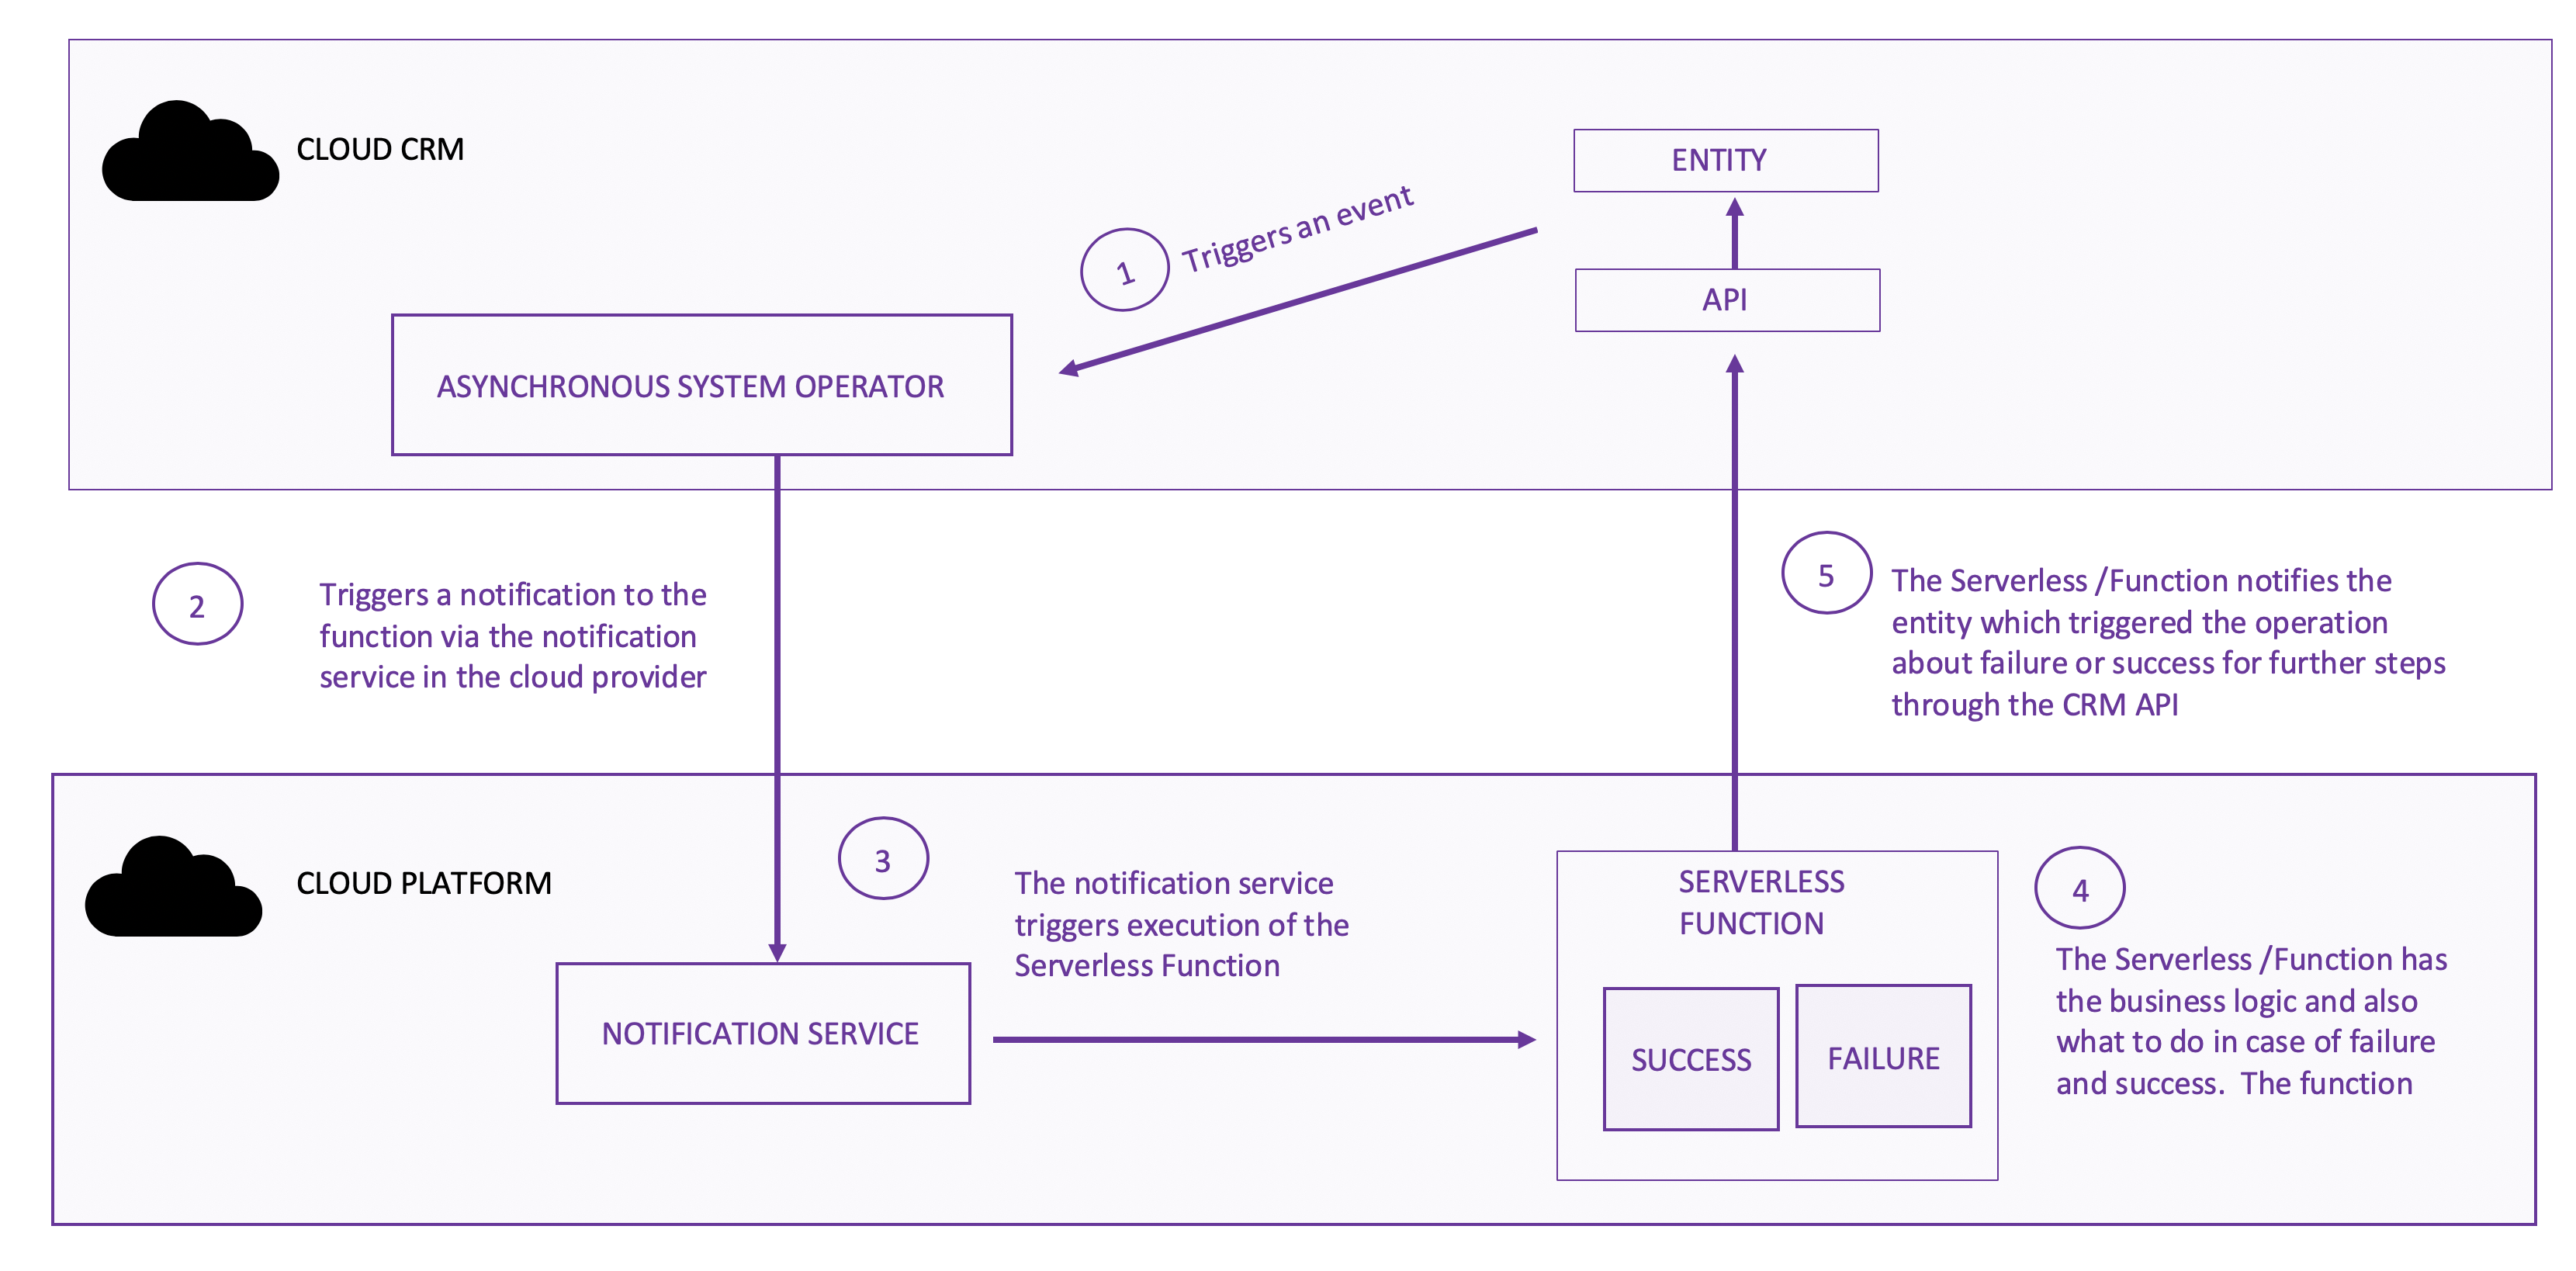 CLOUD CRM
ENTITY
1
Triggers an event
API
ASYNCHRONOUS SYSTEM OPERATOR
2
Triggers a notification to the
function via the notification
service in the cloud provider
5
The Serverless /Function notifies the
entity which triggered the operation
about failure or success for further steps
through the CRM API
CLOUD PLATFORM
3
The notification service
triggers execution of the
Serverless Function
NOTIFICATION SERVICE
SERVERLESS
FUNCTION
SUCCESS
FAILURE
4
The Serverless /Function has
the business logic and also
what to do in case of failure
and success.  The function